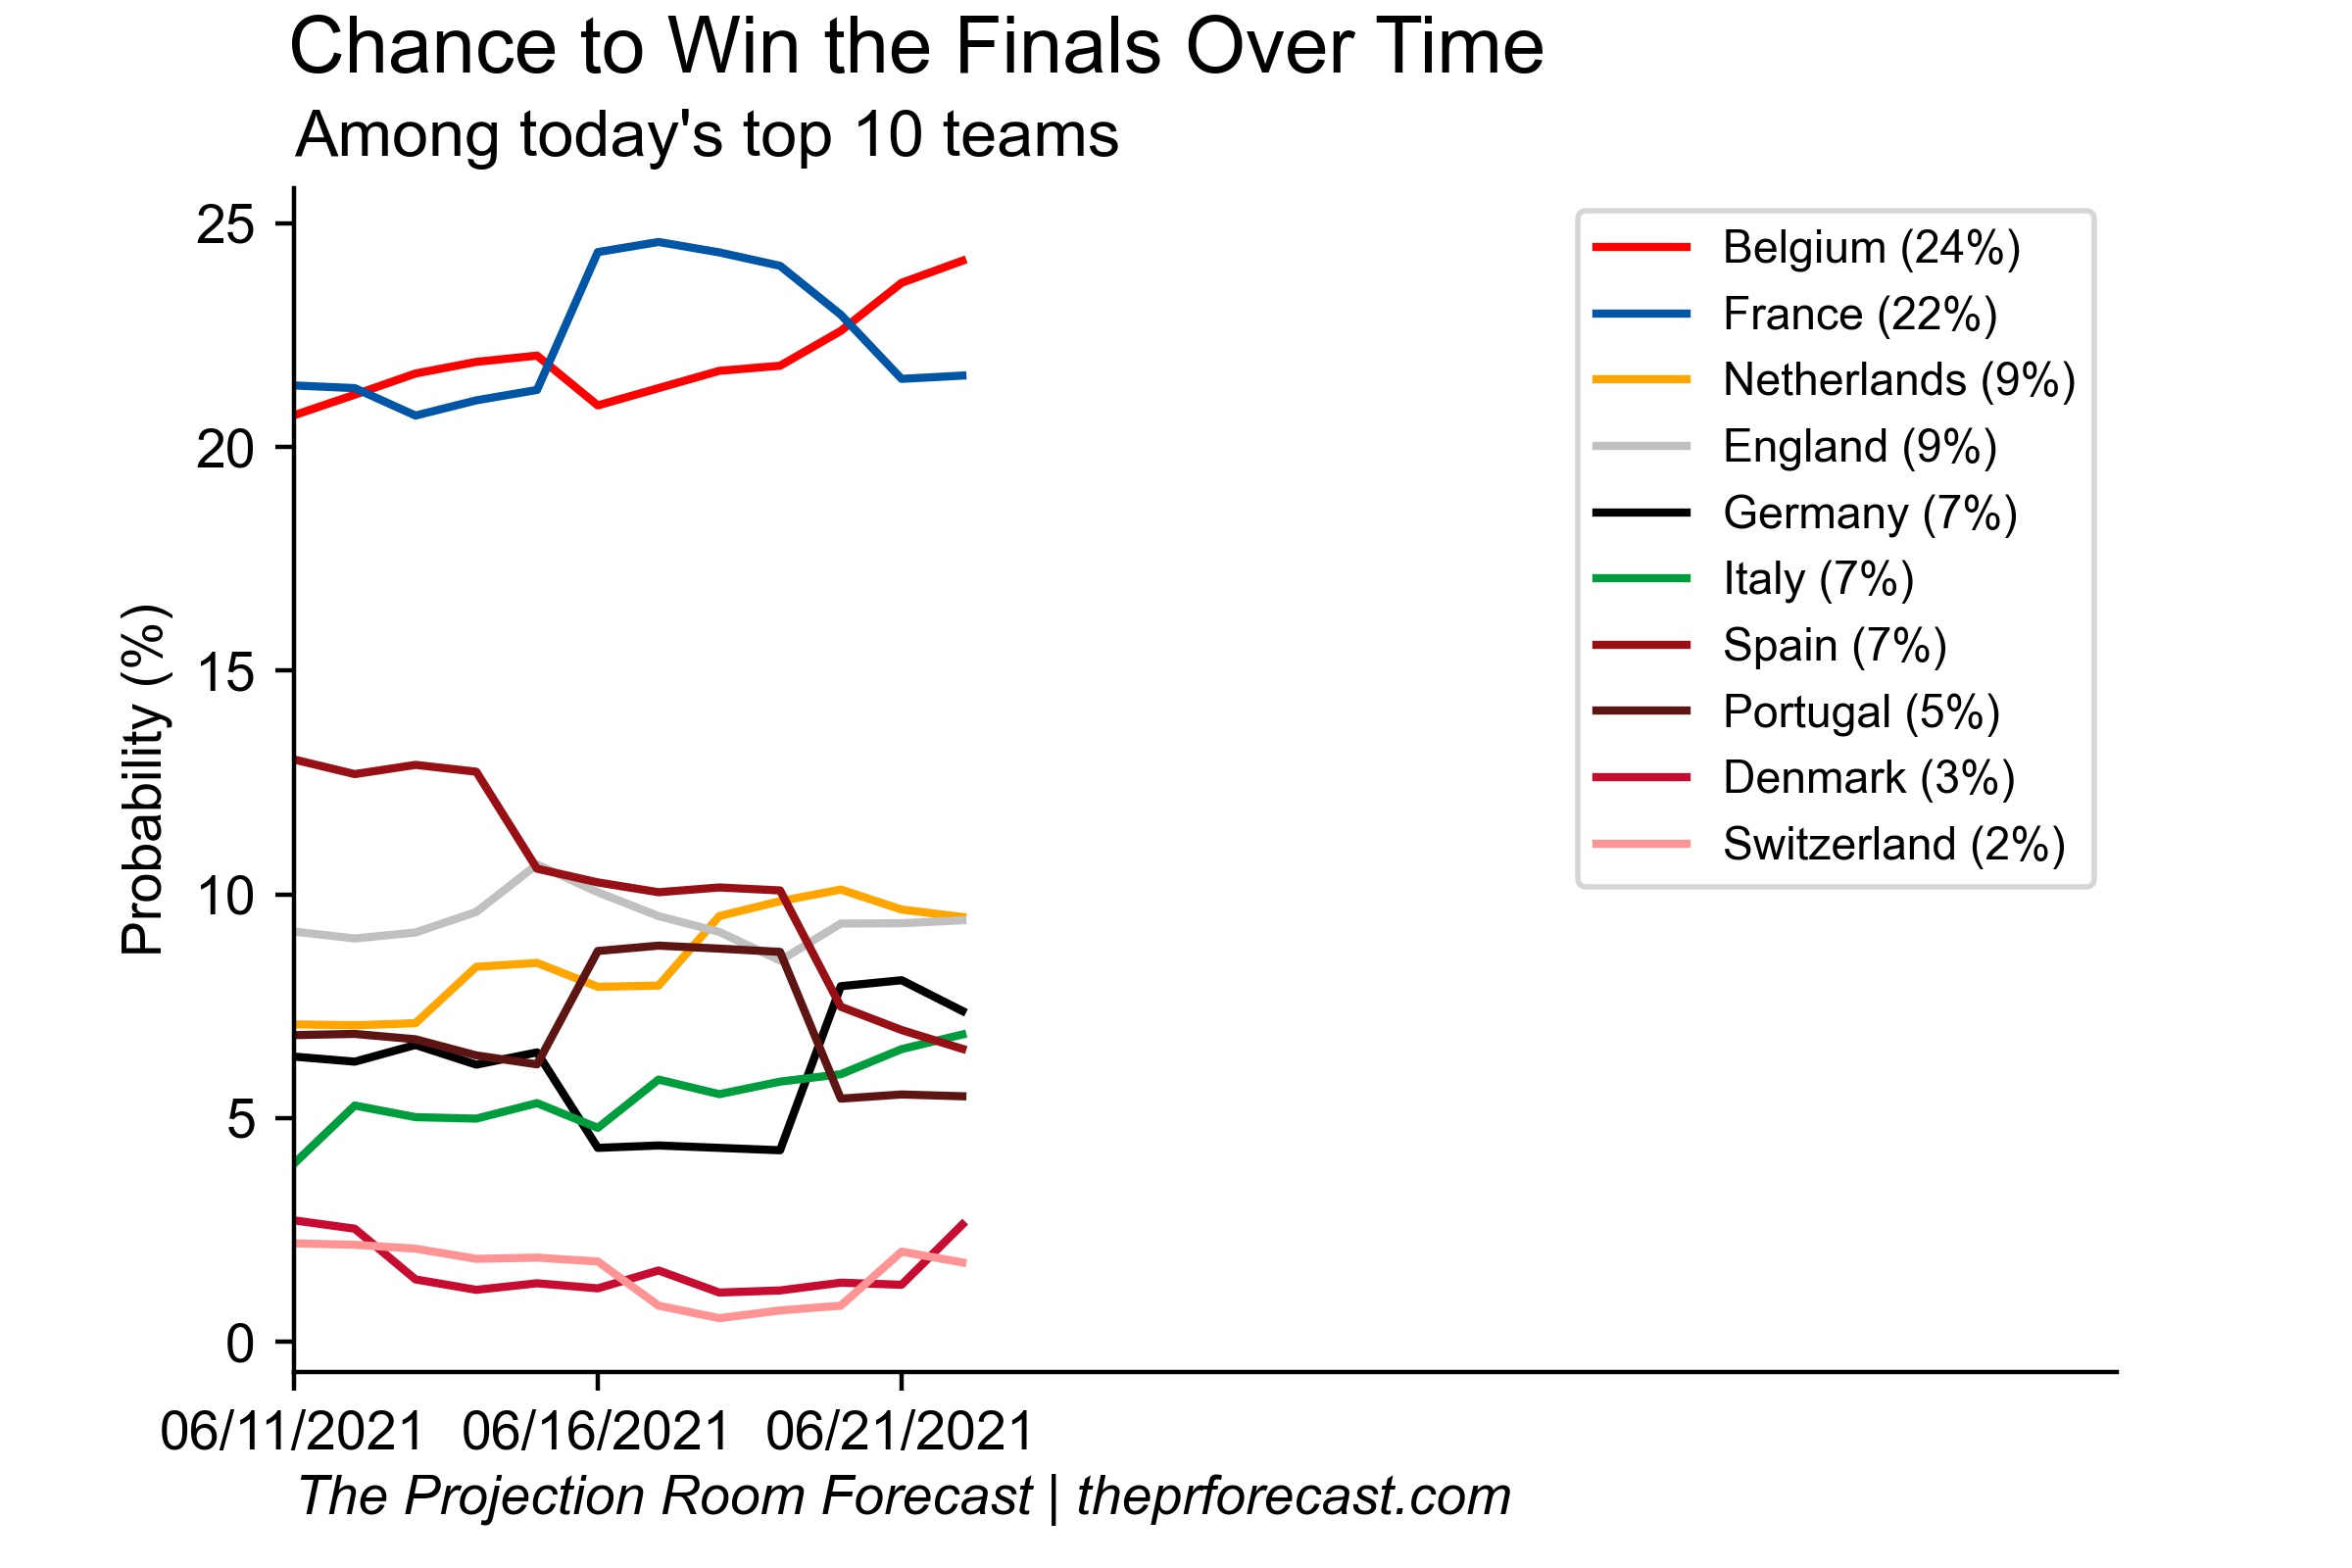 Chance to Win the Finals Over Time
Among today's top 10 teams
Probability (%)
25
20
15
10
5
0
06/11/2021 06/16/2021 06/21/2021
Belgium (24%)
France (22%)
Netherlands (9%)
England (9%)
Germany (7%)
Italy (7%)
Spain (7%)
Portugal (5%)
Denmark (3%)
Switzerland (2%)
The Projection Room Forecast | theprforecast.com